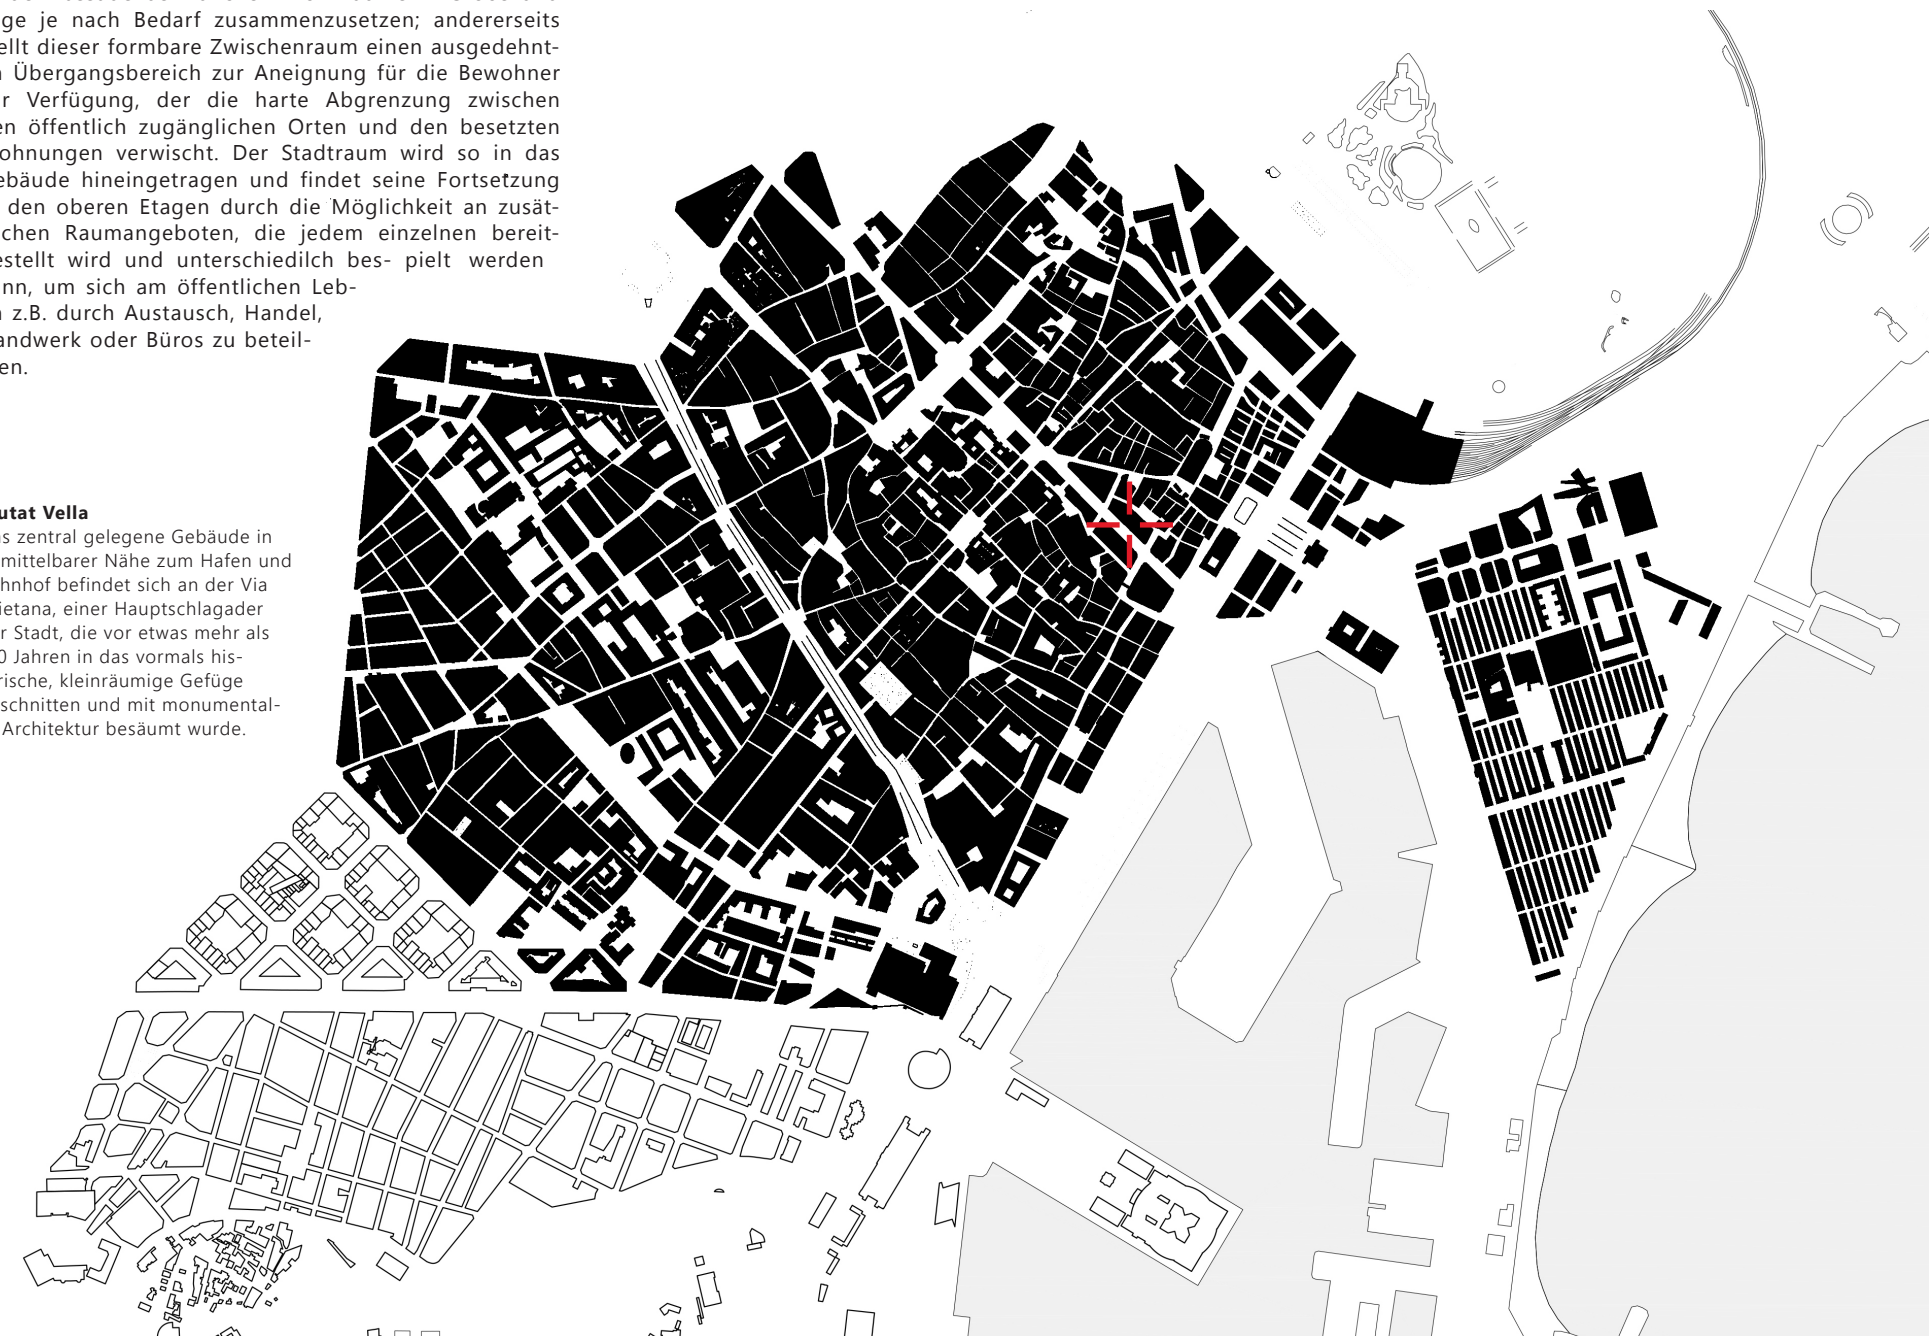 ge je nach Bedarf zusammenzusetzen; andererseits
ellt dieser formbare Zwischenraum einen ausgedehnt-
n Übergangsbereich zur Aneignung für die Bewohner
r Verfügung, der die harte Abgrenzung zwischen
en öffentlich zugänglichen Orten und den besetzten
ohnungen verwischt. Der Stadtraum wird so in das
ebäude hineingetragen und findet seine Fortsetzung
den oberen Etagen durch die Möglichkeit an zusät-
ichen Raumangeboten, die jedem einzelnen bereit-
estellt wird und unterschiedilch bes- pielt werden
nn, um sich am öffentlichen Leb-
n z.B. durch Austausch, Handel,
andwerk oder Büros zu beteil-
en.
utat Vella
as zentral gelegene Gebäude in
mittelbarer Nähe zum Hafen und
hnhof befindet sich an der Via
ietana, einer Hauptschlagader
r Stadt, die vor etwas mehr als
0 Jahren in das vormals his-
rische, kleinräumige Gefüge
schnitten und mit monumental-
Architektur besäumt wurde.